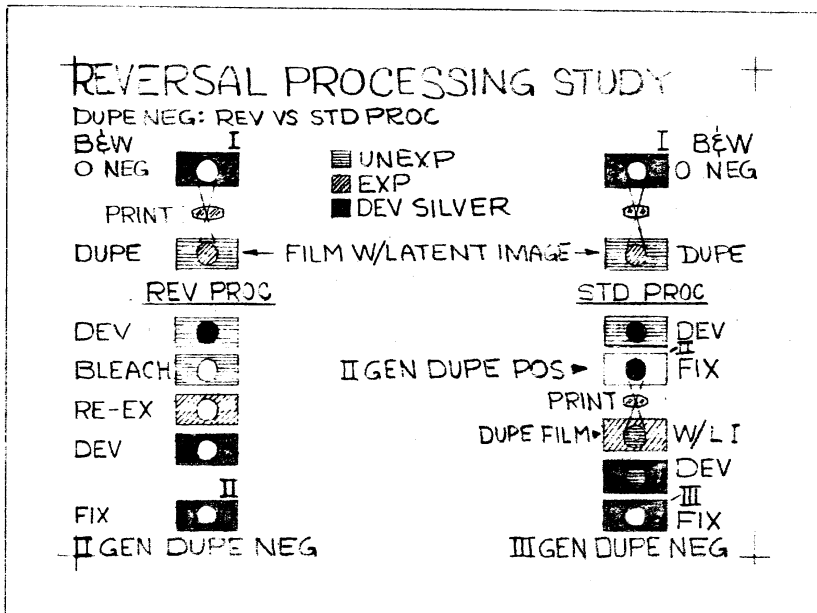 REVERSAL PROCESSING STUDY
DUPE NEG: REV VS STD PROC
B&W I
O NEG
PRINT
DUPE
UNEXP
EXP
DEV SILVER
I B&W
O NEG
DUPE
← FILM W/LATENT IMAGE →
REV PROC
DEV
BLEACH
RE-EX
DEV
II
FIX
II GEN DUPE NEG
STD PROC
DEV
II
II GEN DUPE POS FIX
PRINT
DUPE FILM W/L I
DEV
III
FIX
III GEN DUPE NEG